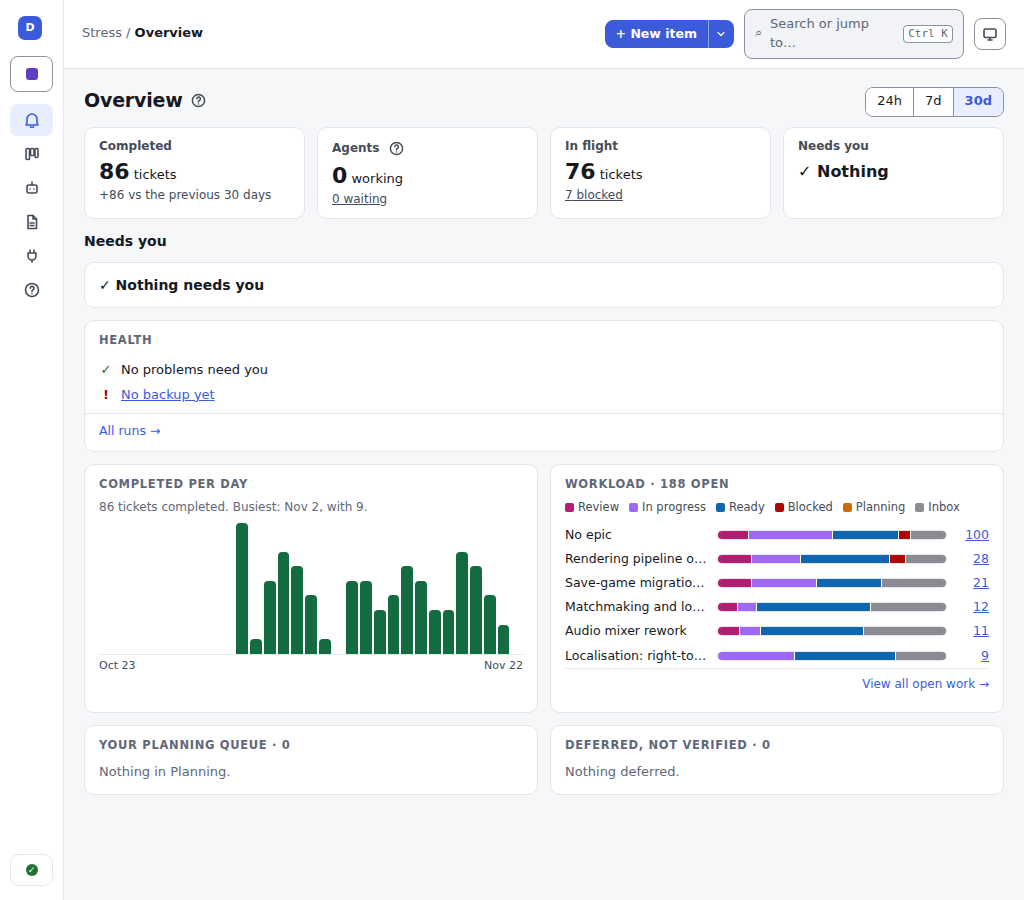 D
Stress / Overview
+ New item
Search or jump to…
Ctrl K
Overview
24h
7d
30d
Completed
86 tickets
+86 vs the previous 30 days
Agents
0 working
0 waiting
In flight
76 tickets
7 blocked
Needs you
✓ Nothing
Needs you
✓ Nothing needs you
HEALTH
✓ No problems need you
! No backup yet
All runs →
COMPLETED PER DAY
86 tickets completed. Busiest: Nov 2, with 9.
Oct 23
Nov 22
WORKLOAD · 188 OPEN
Review In progress Ready Blocked Planning Inbox
No epic 100
Rendering pipeline o… 28
Save-game migratio… 21
Matchmaking and lo… 12
Audio mixer rework 11
Localisation: right-to… 9
View all open work →
YOUR PLANNING QUEUE · 0
Nothing in Planning.
DEFERRED, NOT VERIFIED · 0
Nothing deferred.